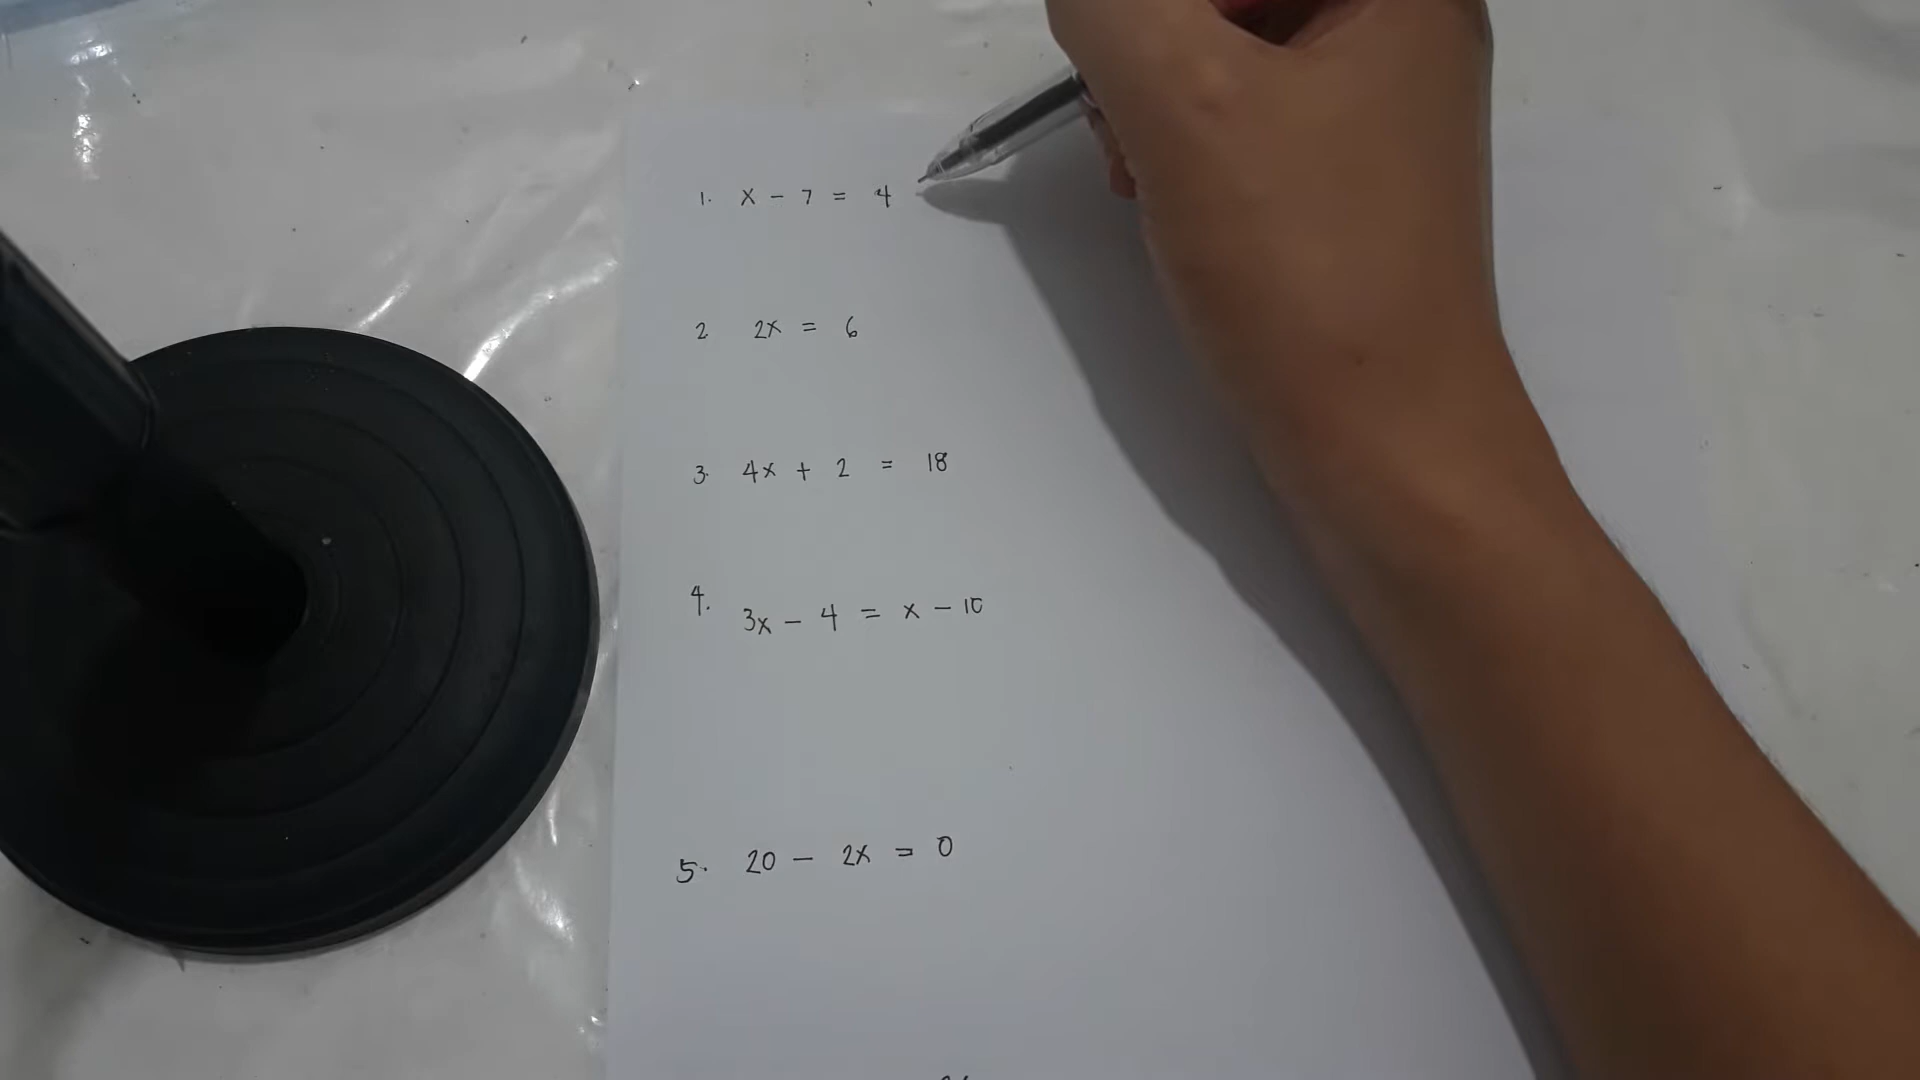 1. x - 7 = 4
2. 2x = 6
3. 4x + 2 = 18
4. 3x - 4 = x - 10
5. 20 - 2x = 0